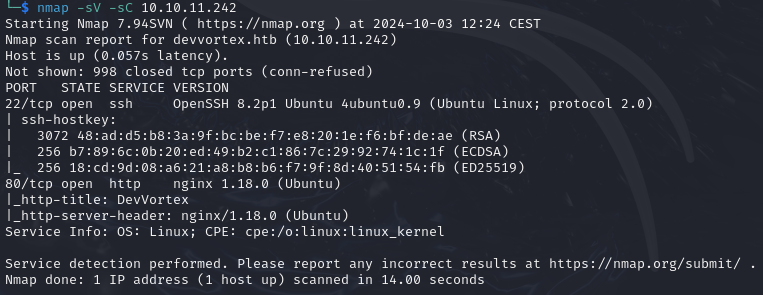 └─$ nmap -sV -sC 10.10.11.242
Starting Nmap 7.94SVN ( https://nmap.org ) at 2024-10-03 12:24 CEST
Nmap scan report for devvortex.htb (10.10.11.242)
Host is up (0.057s latency).
Not shown: 998 closed tcp ports (conn-refused)
PORT   STATE SERVICE VERSION
22/tcp open  ssh     OpenSSH 8.2p1 Ubuntu 4ubuntu0.9 (Ubuntu Linux; protocol 2.0)
| ssh-hostkey:
|   3072 48:ad:d5:b8:3a:9f:bc:be:f7:e8:20:1e:f6:bf:de:ae (RSA)
|   256 b7:89:6c:0b:20:ed:49:b2:c1:86:7c:29:92:74:1c:1f (ECDSA)
|_  256 18:cd:9d:08:a6:21:a8:b8:b6:f7:9f:8d:40:51:54:fb (ED25519)
80/tcp open  http    nginx 1.18.0 (Ubuntu)
|_http-title: DevVortex
|_http-server-header: nginx/1.18.0 (Ubuntu)
Service Info: OS: Linux; CPE: cpe:/o:linux:linux_kernel

Service detection performed. Please report any incorrect results at https://nmap.org/submit/ .
Nmap done: 1 IP address (1 host up) scanned in 14.00 seconds